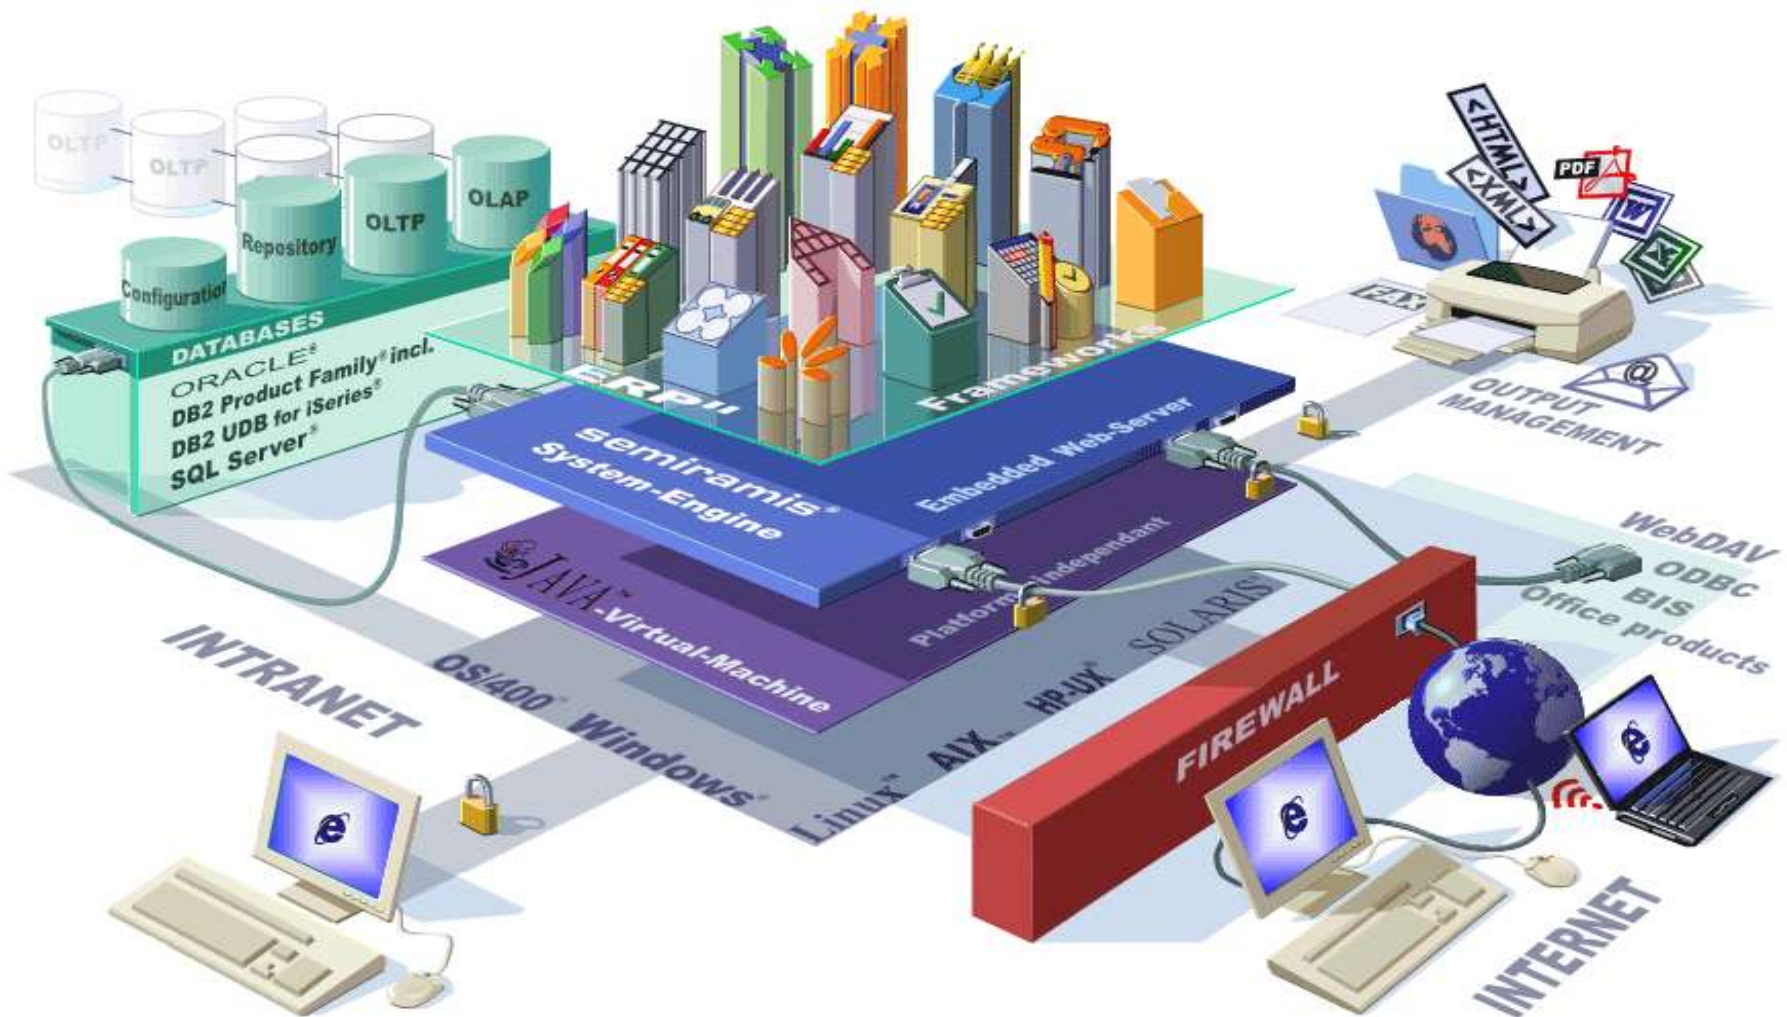 OLTP
OLTP
OLAP
OLTP
Repository
Configuration
DATABASES
ORACLE®
DB2 Product Family® incl.
DB2 UDB for iSeries®
SQL Server®
ERP"
Frameworks
semiramis®
System-Engine
Embedded Web-Server
JAVA™-Virtual-Machine
Platform independant
OS/400™
Windows®
Linux™
AIX™
HP-UX®
SOLARIS®
<HTML>
<XML>
PDF
W
X
FAX
@
OUTPUT
MANAGEMENT
WebDAV
ODBC
BIS
Office products
INTRANET
FIREWALL
INTERNET